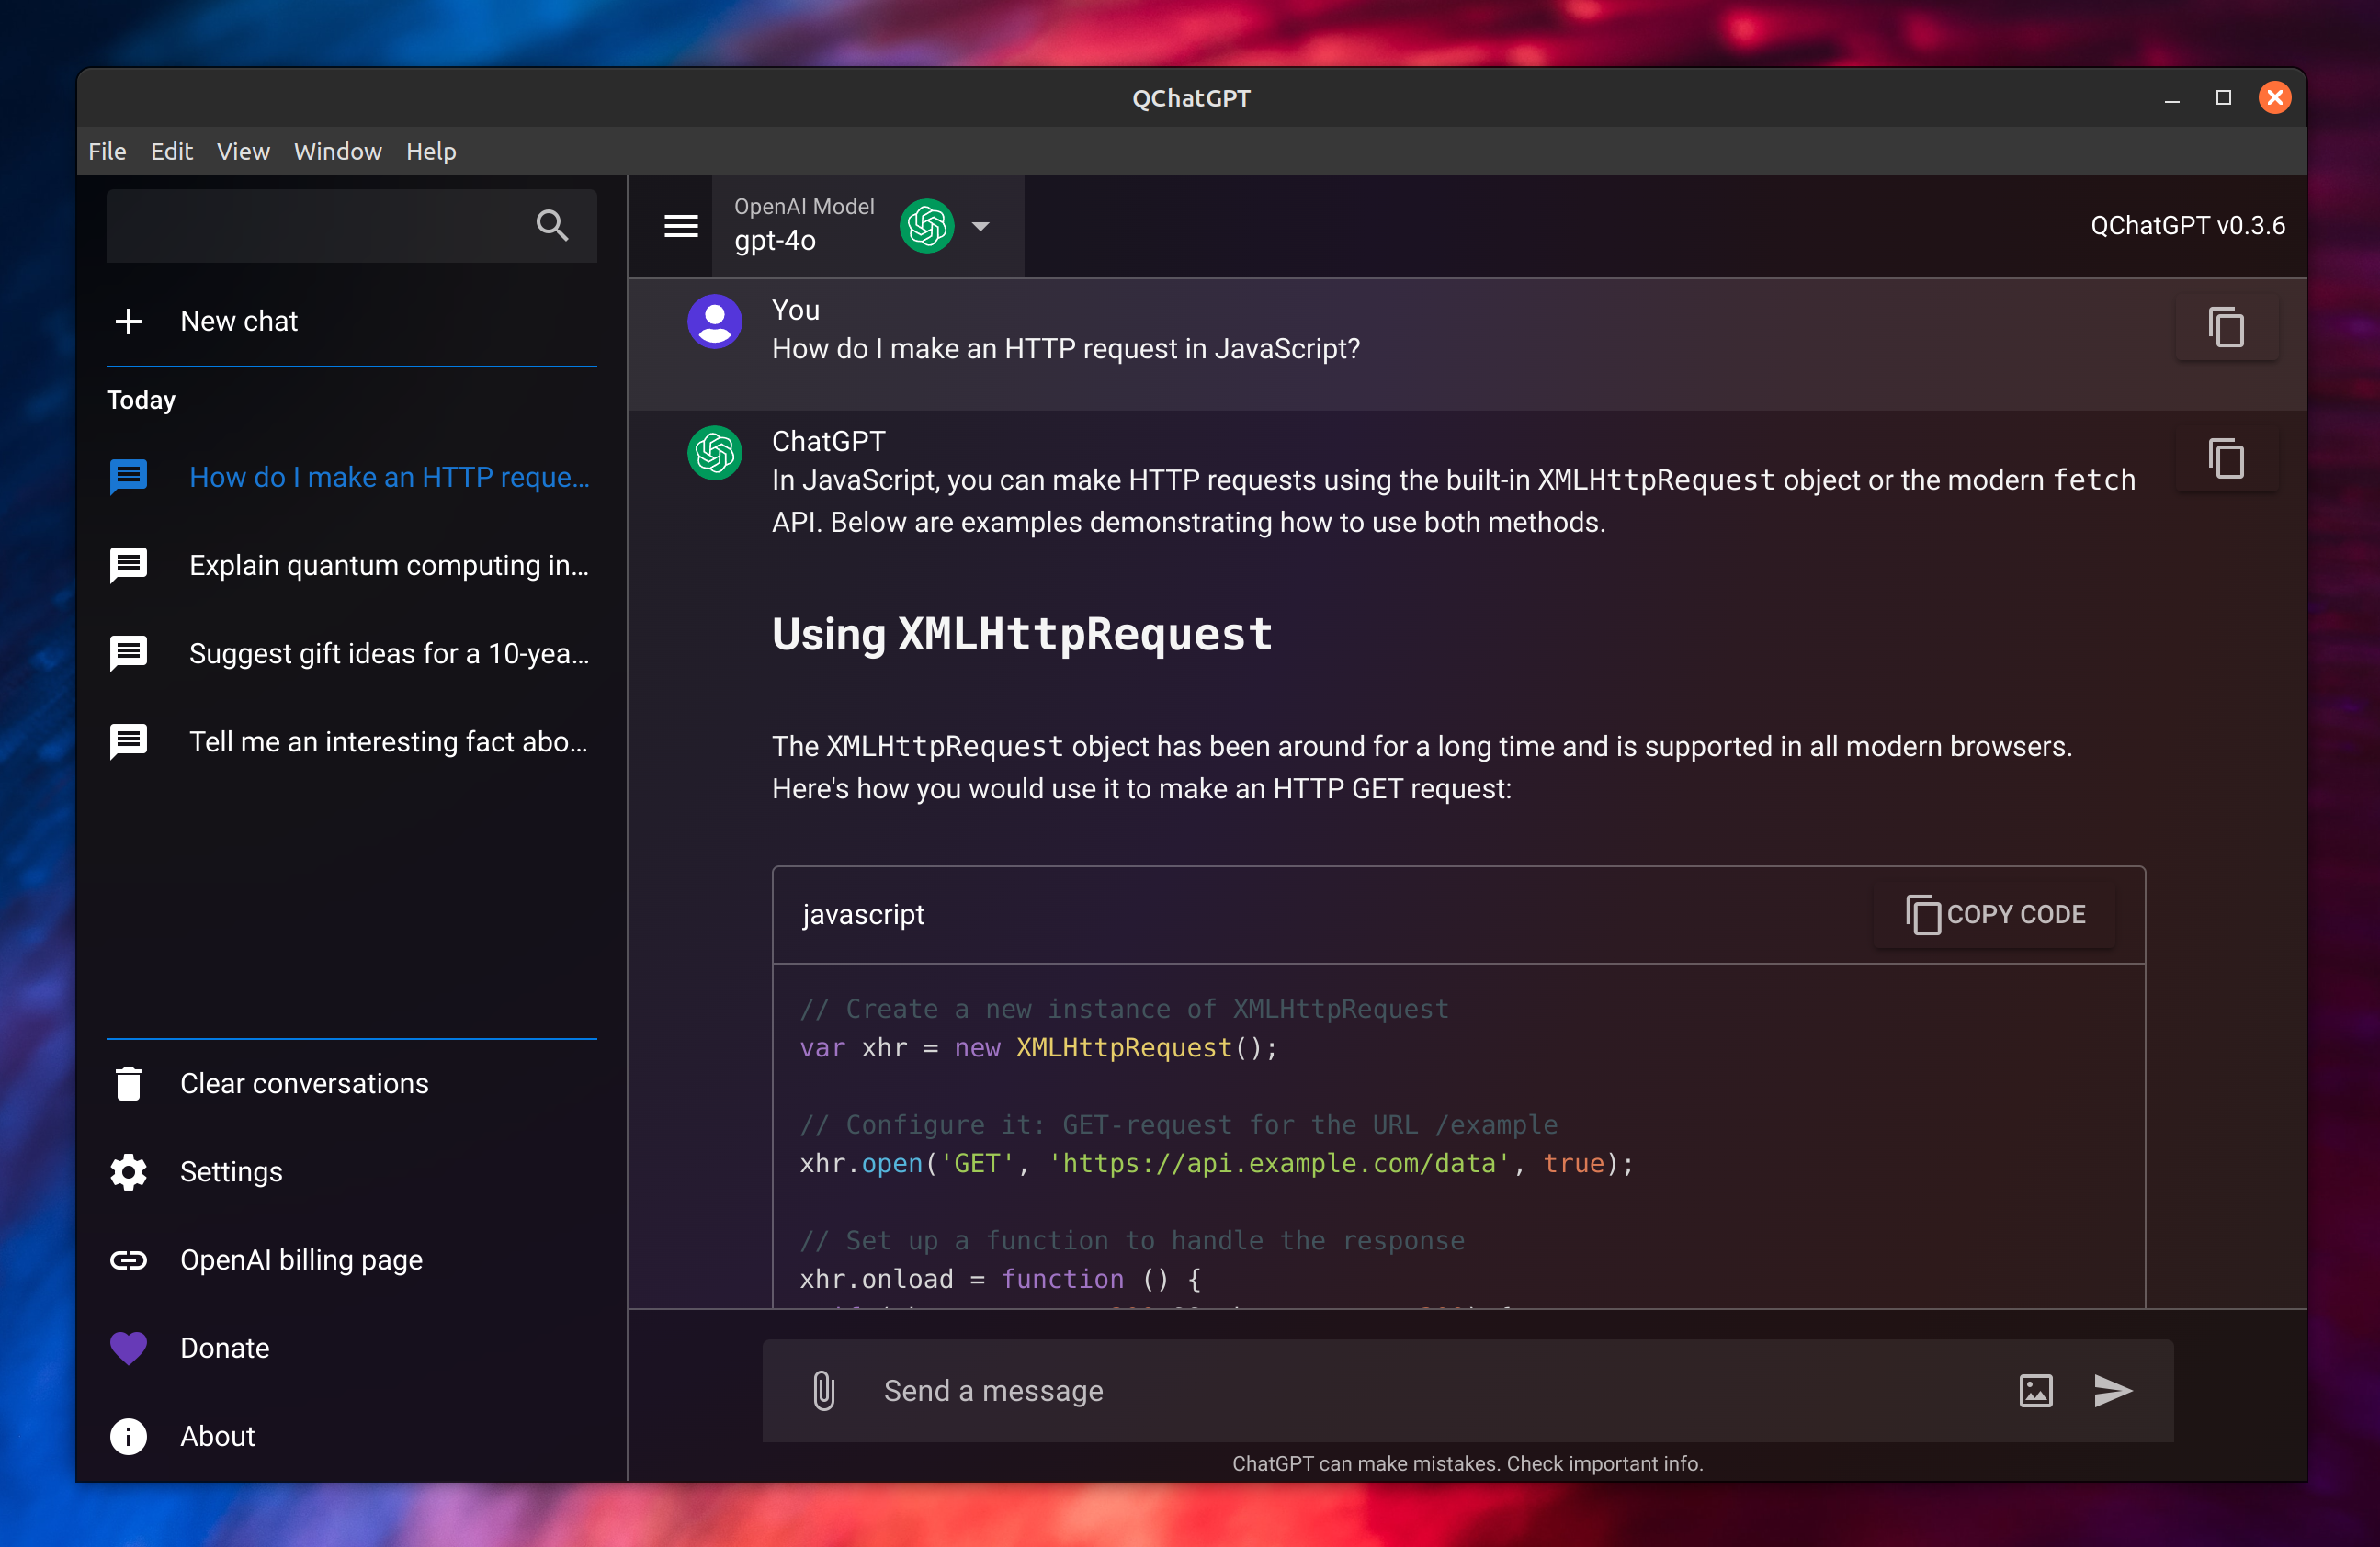 QChatGPT
File Edit View Window Help
New chat
Today
How do I make an HTTP reque...
Explain quantum computing in...
Suggest gift ideas for a 10-yea...
Tell me an interesting fact abo...
Clear conversations
Settings
OpenAI billing page
Donate
About
OpenAI Model
gpt-4o
QChatGPT v0.3.6
You
How do I make an HTTP request in JavaScript?
ChatGPT
In JavaScript, you can make HTTP requests using the built-in XMLHttpRequest object or the modern fetch
API. Below are examples demonstrating how to use both methods.
Using XMLHttpRequest
The XMLHttpRequest object has been around for a long time and is supported in all modern browsers.
Here's how you would use it to make an HTTP GET request:
javascript
COPY CODE
// Create a new instance of XMLHttpRequest
var xhr = new XMLHttpRequest();
// Configure it: GET-request for the URL /example
xhr.open('GET', 'https://api.example.com/data', true);
// Set up a function to handle the response
xhr.onload = function () {
Send a message
ChatGPT can make mistakes. Check important info.